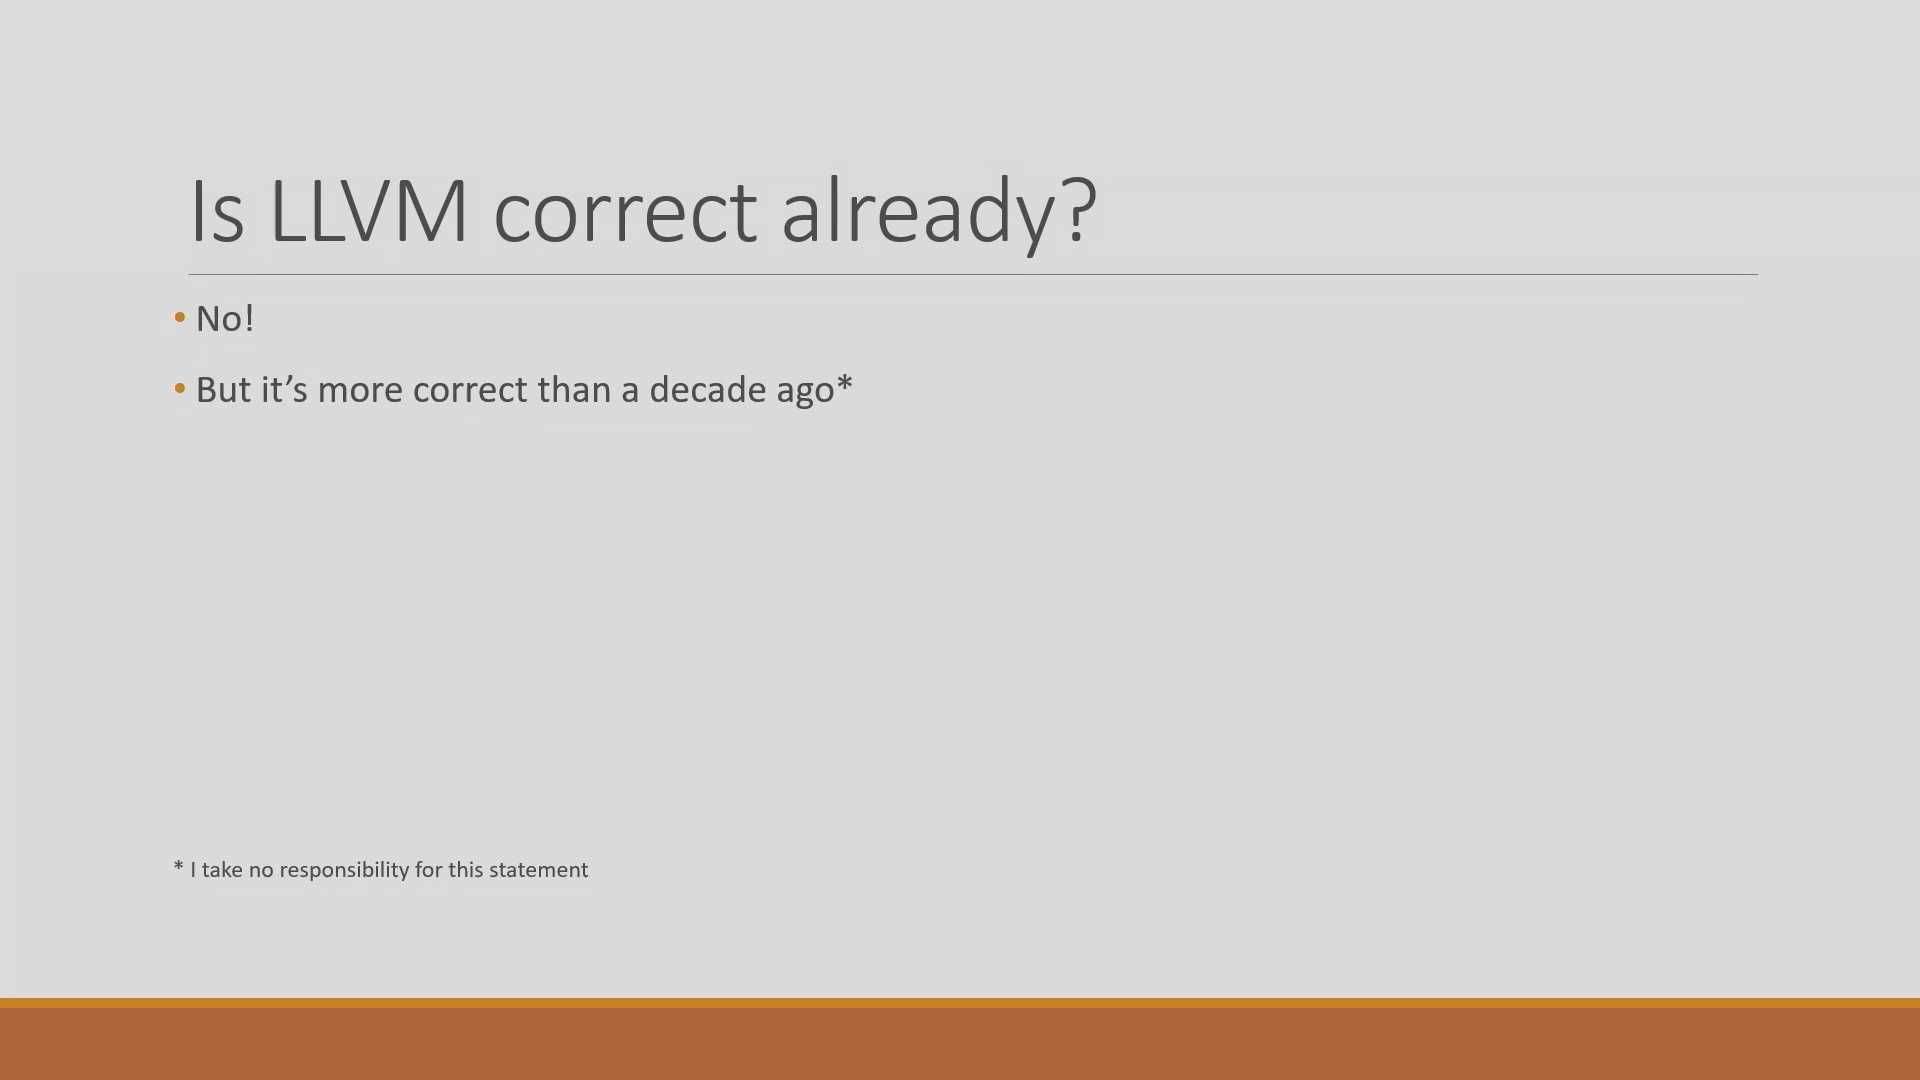 Is LLVM correct already?
• No!
• But it’s more correct than a decade ago*
* I take no responsibility for this statement